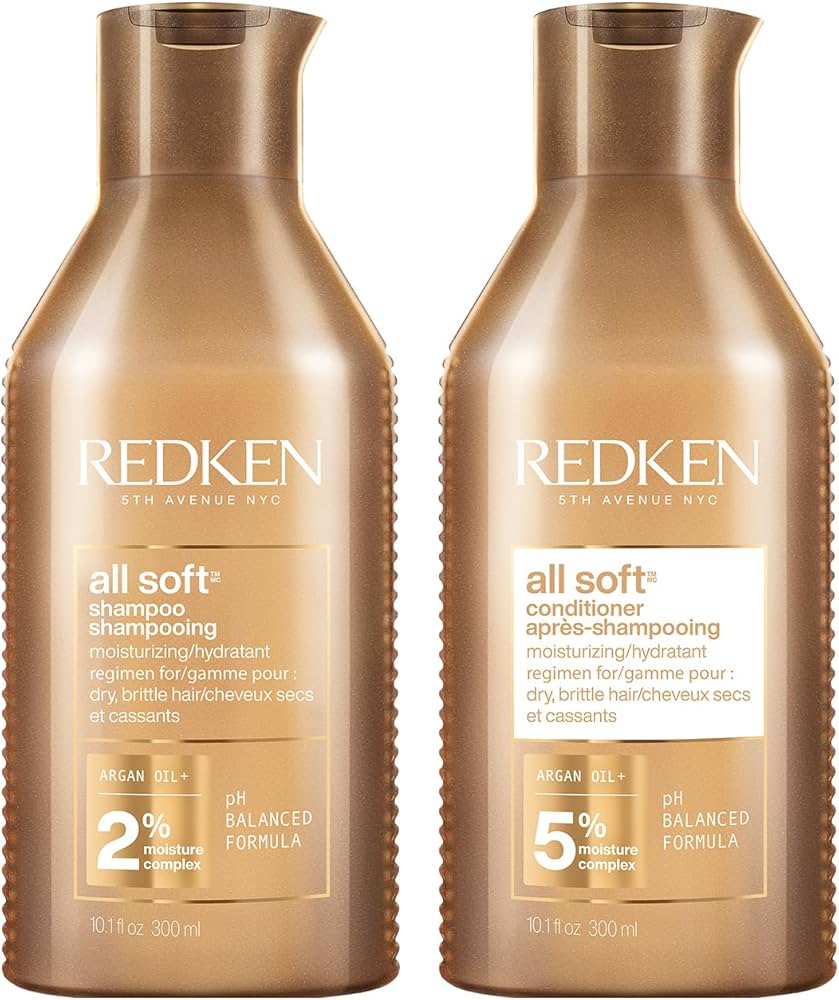 REDKEN
5TH AVENUE NYC
all soft™ MC
shampoo
shampooing
moisturizing/hydratant
regimen for/gamme pour :
dry, brittle hair/cheveux secs
et cassants
ARGAN OIL+
2%
moisture
complex
pH
BALANCED
FORMULA
10.1 fl oz 300 ml
REDKEN
5TH AVENUE NYC
all soft™ MC
conditioner
après-shampooing
moisturizing/hydratant
regimen for/gamme pour :
dry, brittle hair/cheveux secs
et cassants
ARGAN OIL+
5%
moisture
complex
pH
BALANCED
FORMULA
10.1 fl oz 300 ml